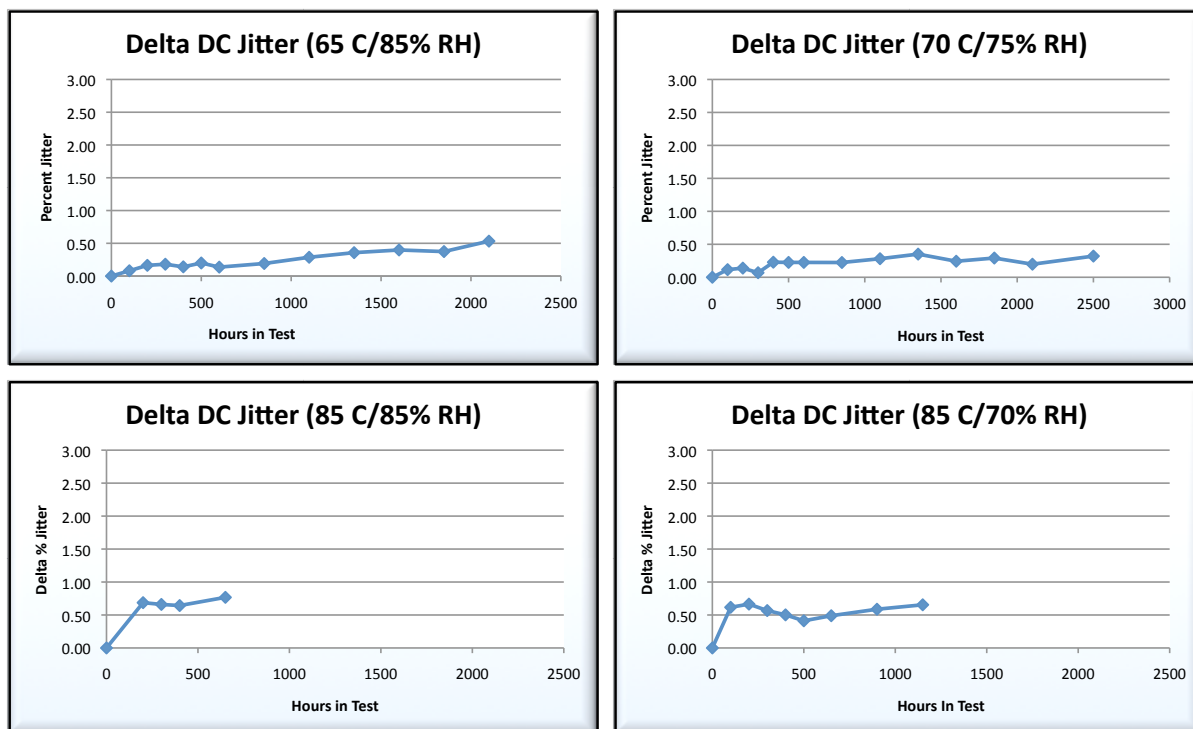 Delta DC Jitter (65 C/85% RH)
Percent Jitter
3.00
2.50
2.00
1.50
1.00
0.50
0.00
0 500 1000 1500 2000 2500
Hours in Test
Delta DC Jitter (70 C/75% RH)
Percent Jitter
3.00
2.50
2.00
1.50
1.00
0.50
0.00
0 500 1000 1500 2000 2500 3000
Hours in Test
Delta DC Jitter (85 C/85% RH)
Delta % Jitter
3.00
2.50
2.00
1.50
1.00
0.50
0.00
0 500 1000 1500 2000 2500
Hours in Test
Delta DC Jitter (85 C/70% RH)
Delta % Jitter
3.00
2.50
2.00
1.50
1.00
0.50
0.00
0 500 1000 1500 2000 2500
Hours In Test